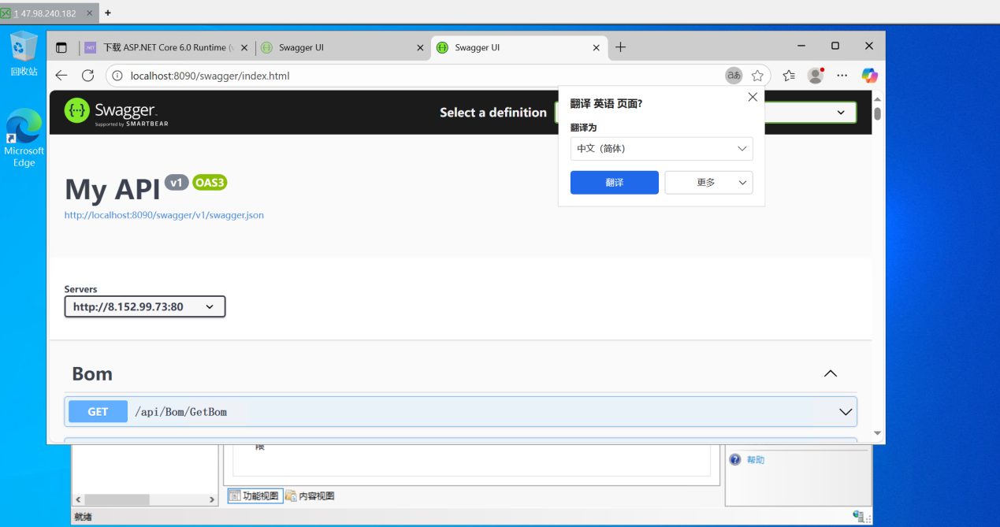 1 47.98.240.182
回收站
Microsoft
Edge
下载 ASP.NET Core 6.0 Runtime (v
Swagger UI
Swagger UI
localhost:8090/swagger/index.html
Swagger
Supported by SMARTBEAR
Select a definition
翻译 英语 页面?
翻译为
中文（简体）
翻译
更多
My API v1 OAS3
http://localhost:8090/swagger/v1/swagger.json
Servers
http://8.152.99.73:80
Bom
GET /api/Bom/GetBom
帮助
功能视图 内容视图
就绪